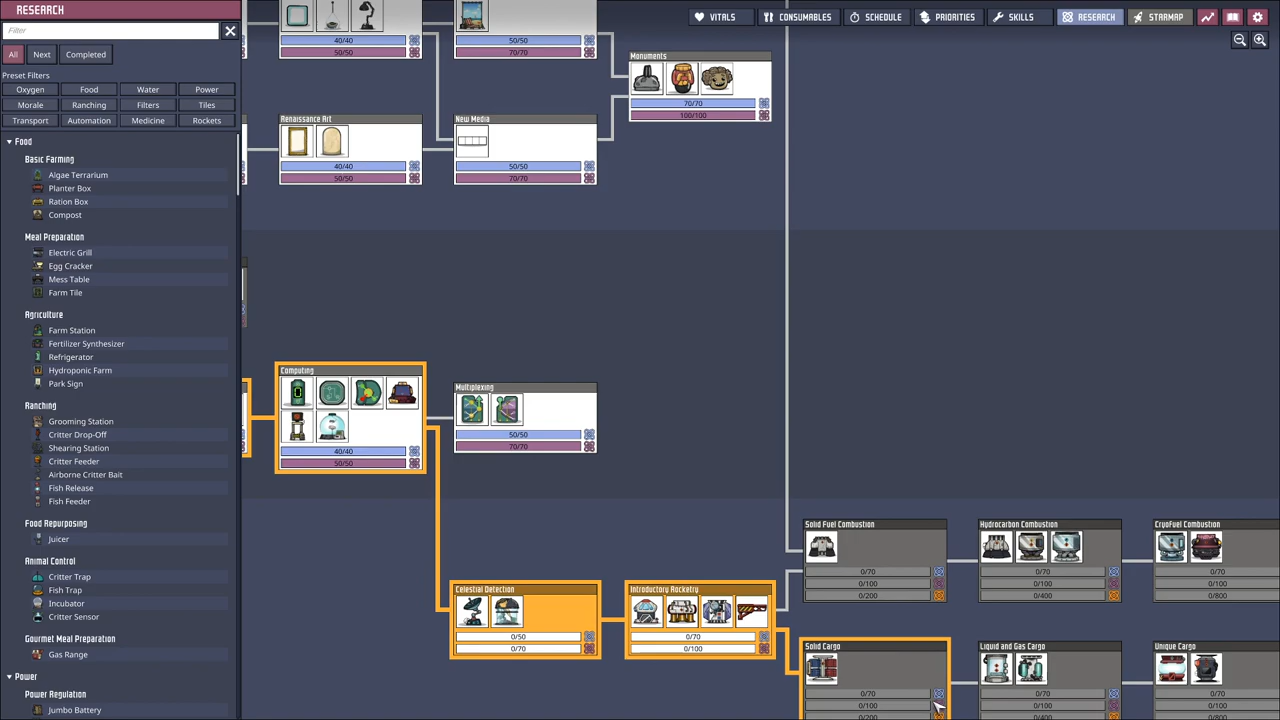 RESEARCH
VITALS
CONSUMABLES
SCHEDULE
PRIORITIES
SKILLS
RESEARCH
STARMAP
Filter
All
Next
Completed
Preset Filters
Oxygen
Food
Water
Power
Morale
Ranching
Filters
Tiles
Transport
Automation
Medicine
Rockets
Food
Basic Farming
Algae Terrarium
Planter Box
Ration Box
Compost
Meal Preparation
Electric Grill
Egg Cracker
Mess Table
Farm Tile
Agriculture
Farm Station
Fertilizer Synthesizer
Refrigerator
Hydroponic Farm
Park Sign
Ranching
Grooming Station
Critter Drop-Off
Shearing Station
Critter Feeder
Airborne Critter Bait
Fish Release
Fish Feeder
Food Repurposing
Juicer
Animal Control
Critter Trap
Fish Trap
Incubator
Critter Sensor
Gourmet Meal Preparation
Gas Range
Power
Power Regulation
Jumbo Battery
40/40
50/50
50/50
70/70
Monuments
70/70
100/100
Renaissance Art
40/40
50/50
New Media
50/50
70/70
Computing
40/40
50/50
Multiplexing
50/50
70/70
Celestial Detection
0/50
0/70
Introductory Rocketry
0/70
0/100
Solid Fuel Combustion
0/70
0/100
0/200
Hydrocarbon Combustion
0/70
0/100
0/400
CryoFuel Combustion
0/70
0/100
0/800
Solid Cargo
0/70
0/100
0/200
Liquid and Gas Cargo
0/70
0/100
0/400
Unique Cargo
0/70
0/100
0/800